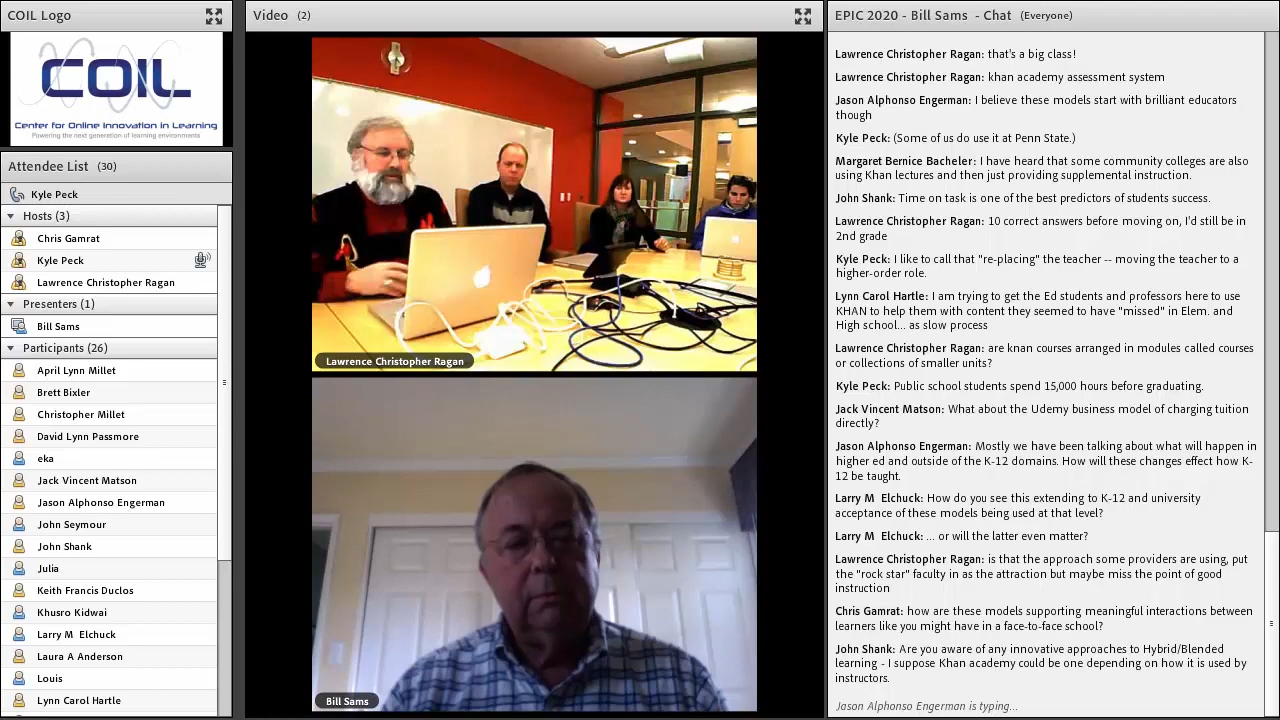 COIL Logo
COIL
Center for Online Innovation in Learning
Powering the next generation of learning environments
Attendee List (30)
Kyle Peck
Hosts (3)
Chris Gamrat
Kyle Peck
Lawrence Christopher Ragan
Presenters (1)
Bill Sams
Participants (26)
April Lynn Millet
Brett Bixler
Christopher Millet
David Lynn Passmore
eka
Jack Vincent Matson
Jason Alphonso Engerman
John Seymour
John Shank
Julia
Keith Francis Duclos
Khusro Kidwai
Larry M Elchuck
Laura A Anderson
Louis
Lynn Carol Hartle
Video (2)
Lawrence Christopher Ragan
Bill Sams
EPIC 2020 - Bill Sams - Chat (Everyone)
Lawrence Christopher Ragan: that's a big class!
Lawrence Christopher Ragan: khan academy assessment system
Jason Alphonso Engerman: I believe these models start with brilliant educators
though
Kyle Peck: (some of us do use it at Penn State.)
Margaret Bernice Bacher: I have heard that some community colleges are also
using Khan lectures and then just providing supplemental instruction.
John Shank: Time on task is one of the best predictors of students success.
Lawrence Christopher Ragan: 10 correct answers before moving on, I'd still be in
2nd grade
Kyle Peck: I like to call that "re-placing" the teacher -- moving the teacher to a
higher-order role.
Lynn Carol Hartle: I am trying to get the Ed students and professors here to use
KHAN to help them with content they seemed to have "missed" in Elem. and
High school... as slow process
Lawrence Christopher Ragan: are knan courses arranged in modules called courses
or collections of smaller units?
Kyle Peck: Public school students spend 15,000 hours before graduating.
Jack Vincent Matson: What about the Udemy business model of charging tuition
directly?
Jason Alphonso Engerman: Mostly we have been talking about what will happen in
higher ed and outside of the K-12 domains. How will these changes effect how K-
12 be taught.
Larry M Elchuck: How do you see this extending to K-12 and university
acceptance of these models being used at that level?
Larry M Elchuck: ... or will the latter even matter?
Lawrence Christopher Ragan: is that the approach some providers are using, put
the "rock star" faculty in as the attraction but maybe miss the point of good
instruction
Chris Gamrat: how are these models supporting meaningful interactions between
learners like you might have in a face-to-face school?
John Shank: Are you aware of any innovative approaches to Hybrid/Blended
learning - I suppose Khan academy could be one depending on how it is used by
instructors.
Jason Alphonso Engerman is typing...